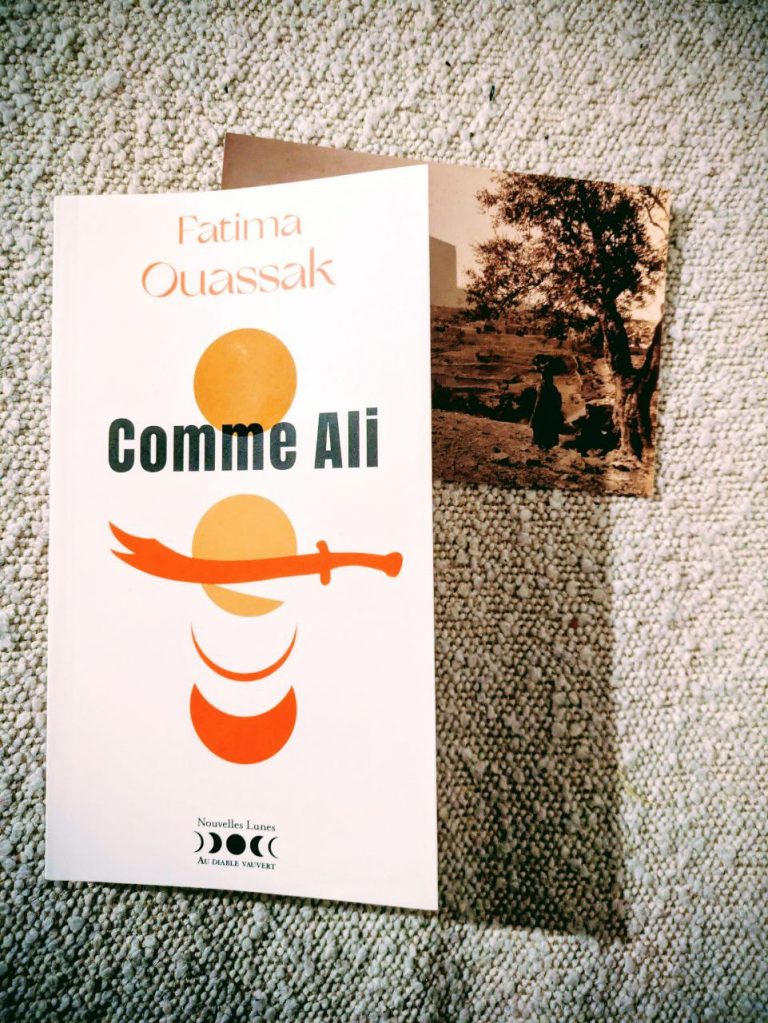 Fatima
Ouassak
Comme Ali
Nouvelles Lunes
AU DIABLE VAUVERT